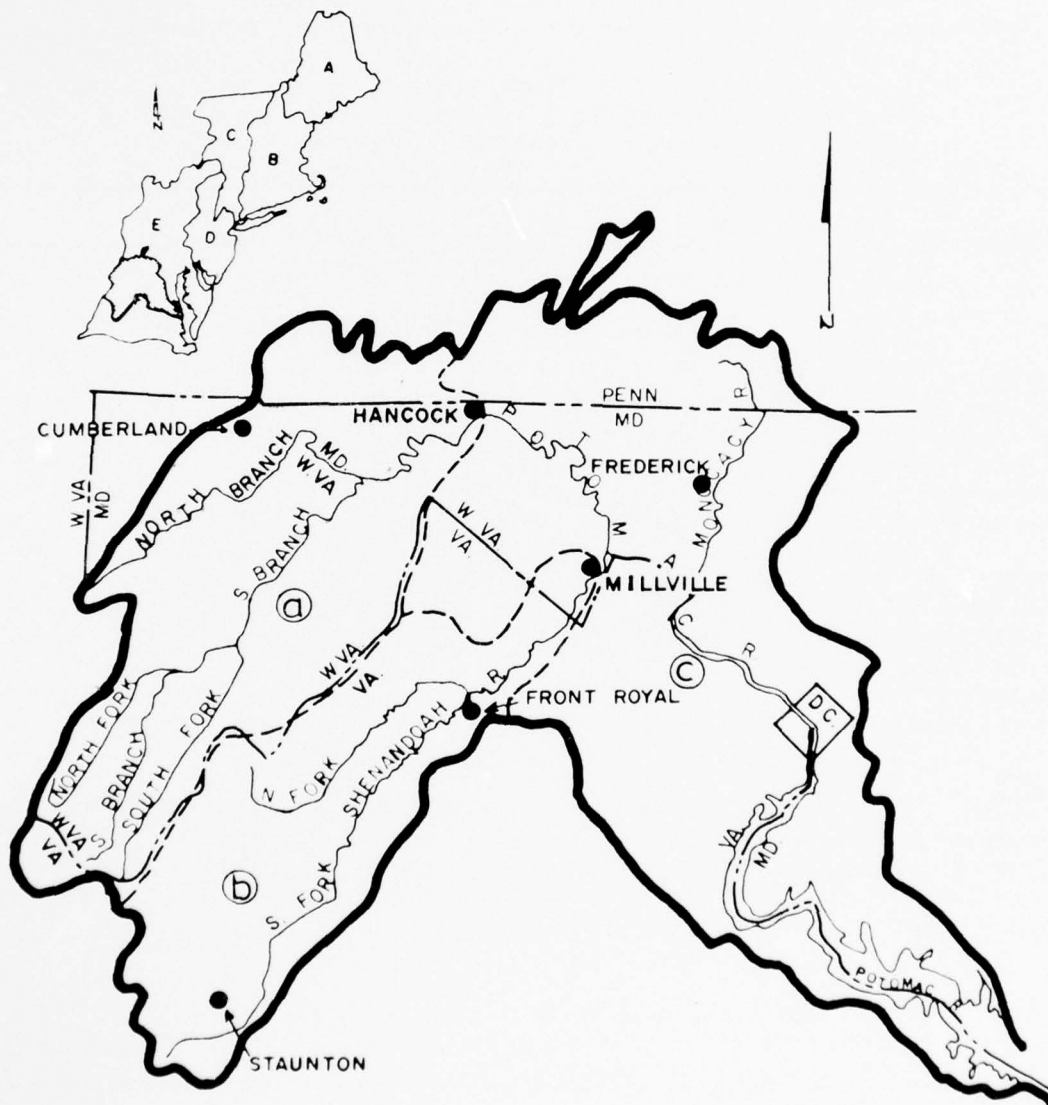 A
N
C
B
E
D
N
PENN
MD
HANCOCK
CUMBERLAND
W VA
MD
NORTH BRANCH
MD
W VA
POTOMAC R
FREDERICK
MONOCACY R
S BRANCH
W VA
VA
MILLVILLE
a
W VA
VA.
c
R
FRONT ROYAL
D C.
NORTH FORK
S BRANCH
SOUTH FORK
N FORK
SHENANDOAH
W VA
VA
VA
MD
b
S. FORK
POTOMAC R
STAUNTON